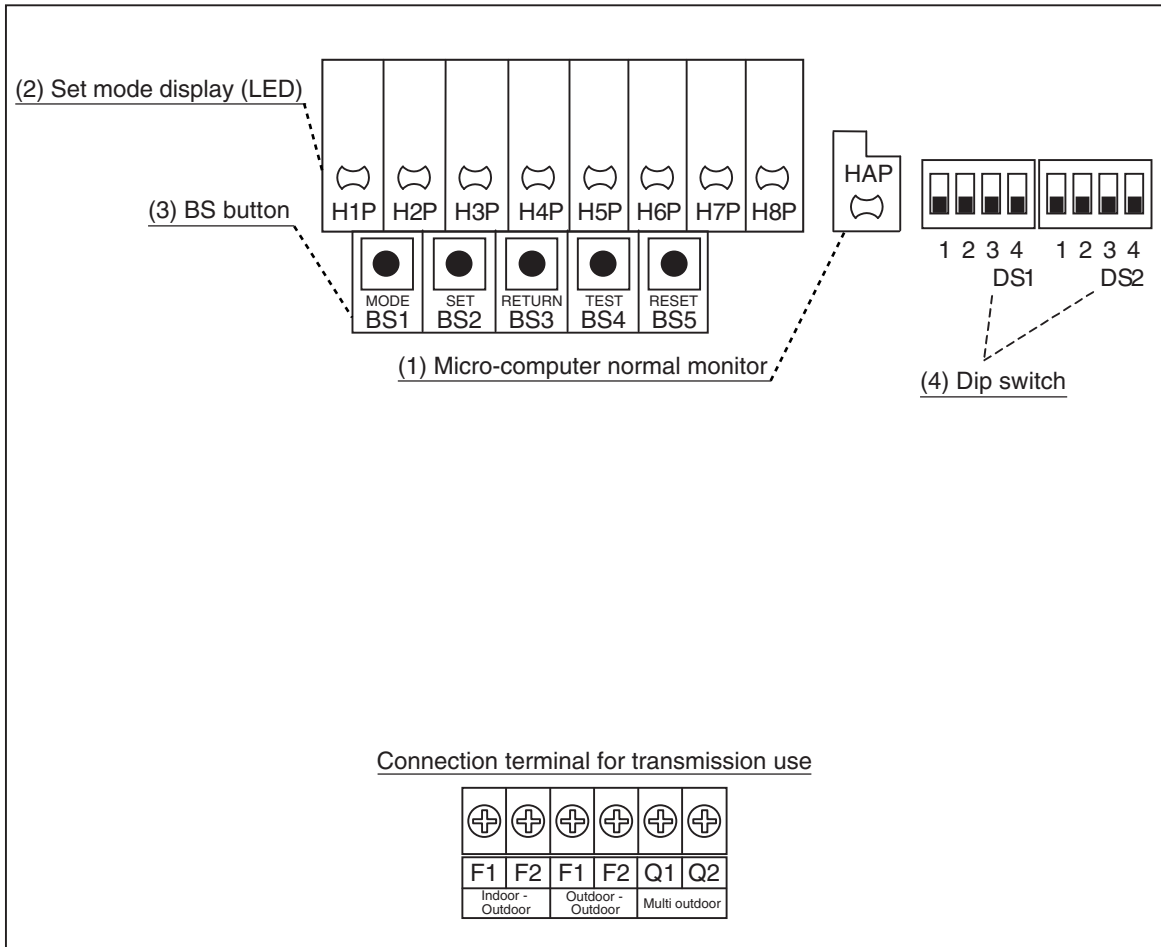 (2) Set mode display (LED)
H1P H2P H3P H4P H5P H6P H7P H8P
HAP
(3) BS button
MODE SET RETURN TEST RESET
BS1 BS2 BS3 BS4 BS5
1 2 3 4 1 2 3 4
DS1 DS2
(1) Micro-computer normal monitor
(4) Dip switch
Connection terminal for transmission use
F1 F2 F1 F2 Q1 Q2
Indoor - Outdoor - Multi outdoor
Outdoor Outdoor